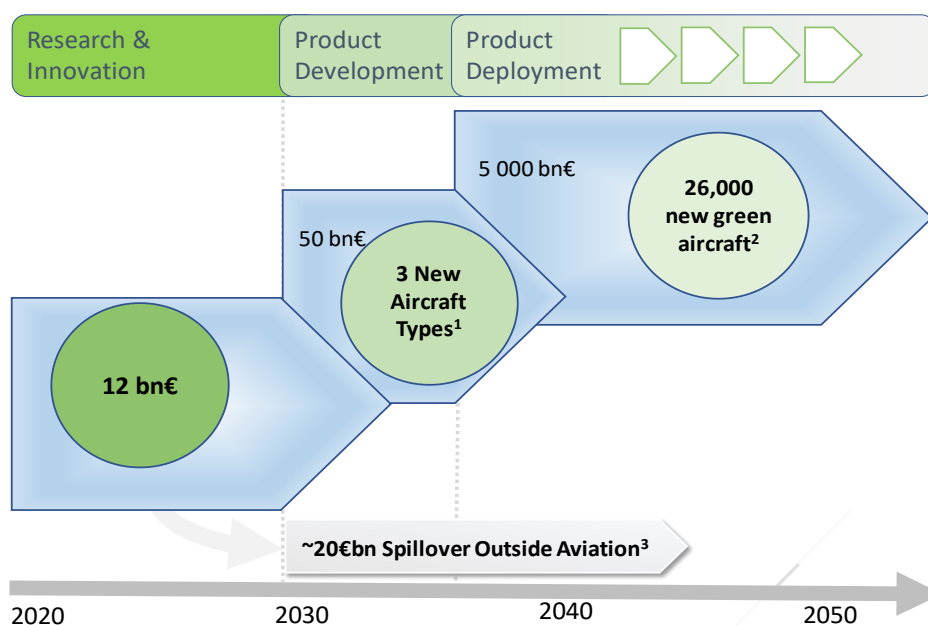 Research &
Innovation
Product
Development
Product
Deployment
5 000 bn€
26,000
new green
aircraft²
50 bn€
3 New
Aircraft
Types¹
12 bn€
~20€bn Spillover Outside Aviation³
2020
2030
2040
2050